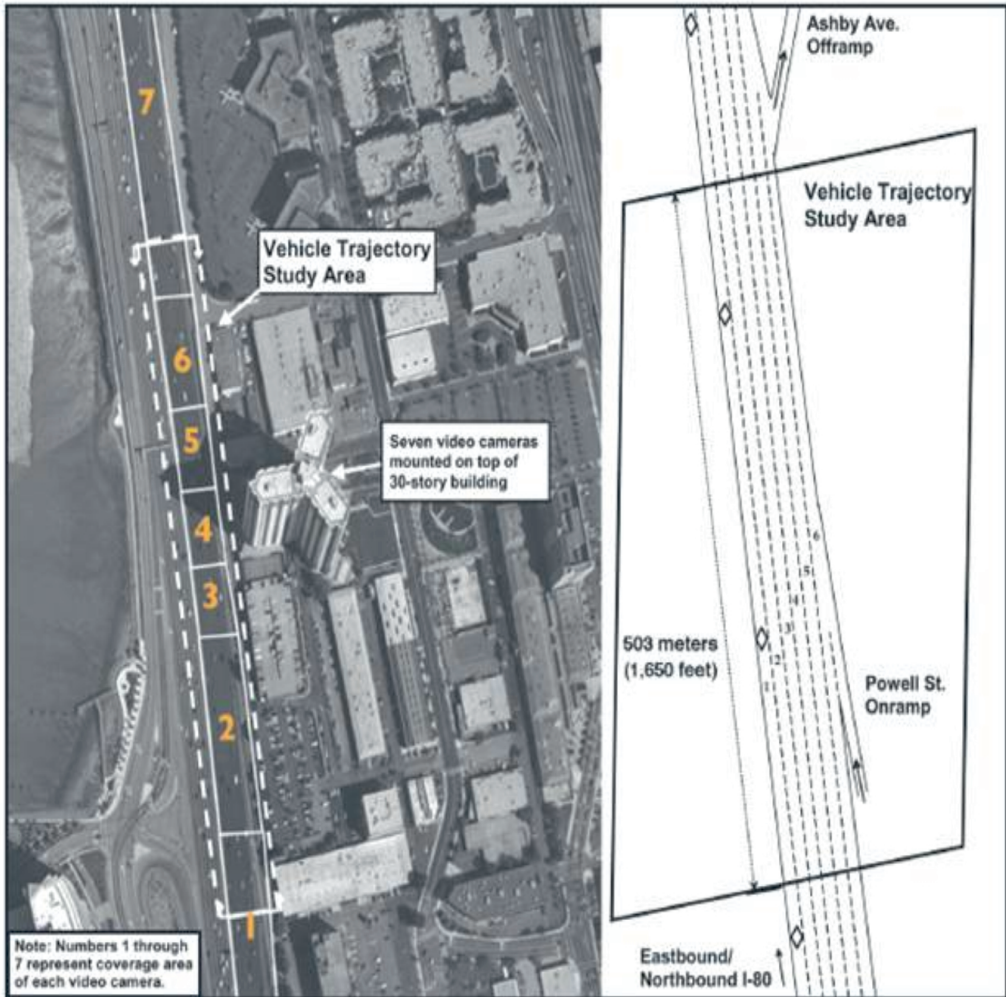 7
Vehicle Trajectory
Study Area
6
5
Seven video cameras
mounted on top of
30-story building
4
3
2
1
Note: Numbers 1 through
7 represent coverage area
of each video camera.
Ashby Ave.
Offramp
Vehicle Trajectory
Study Area
6
5
4
3
2
1
503 meters
(1,650 feet)
Powell St.
Onramp
Eastbound/
Northbound I-80